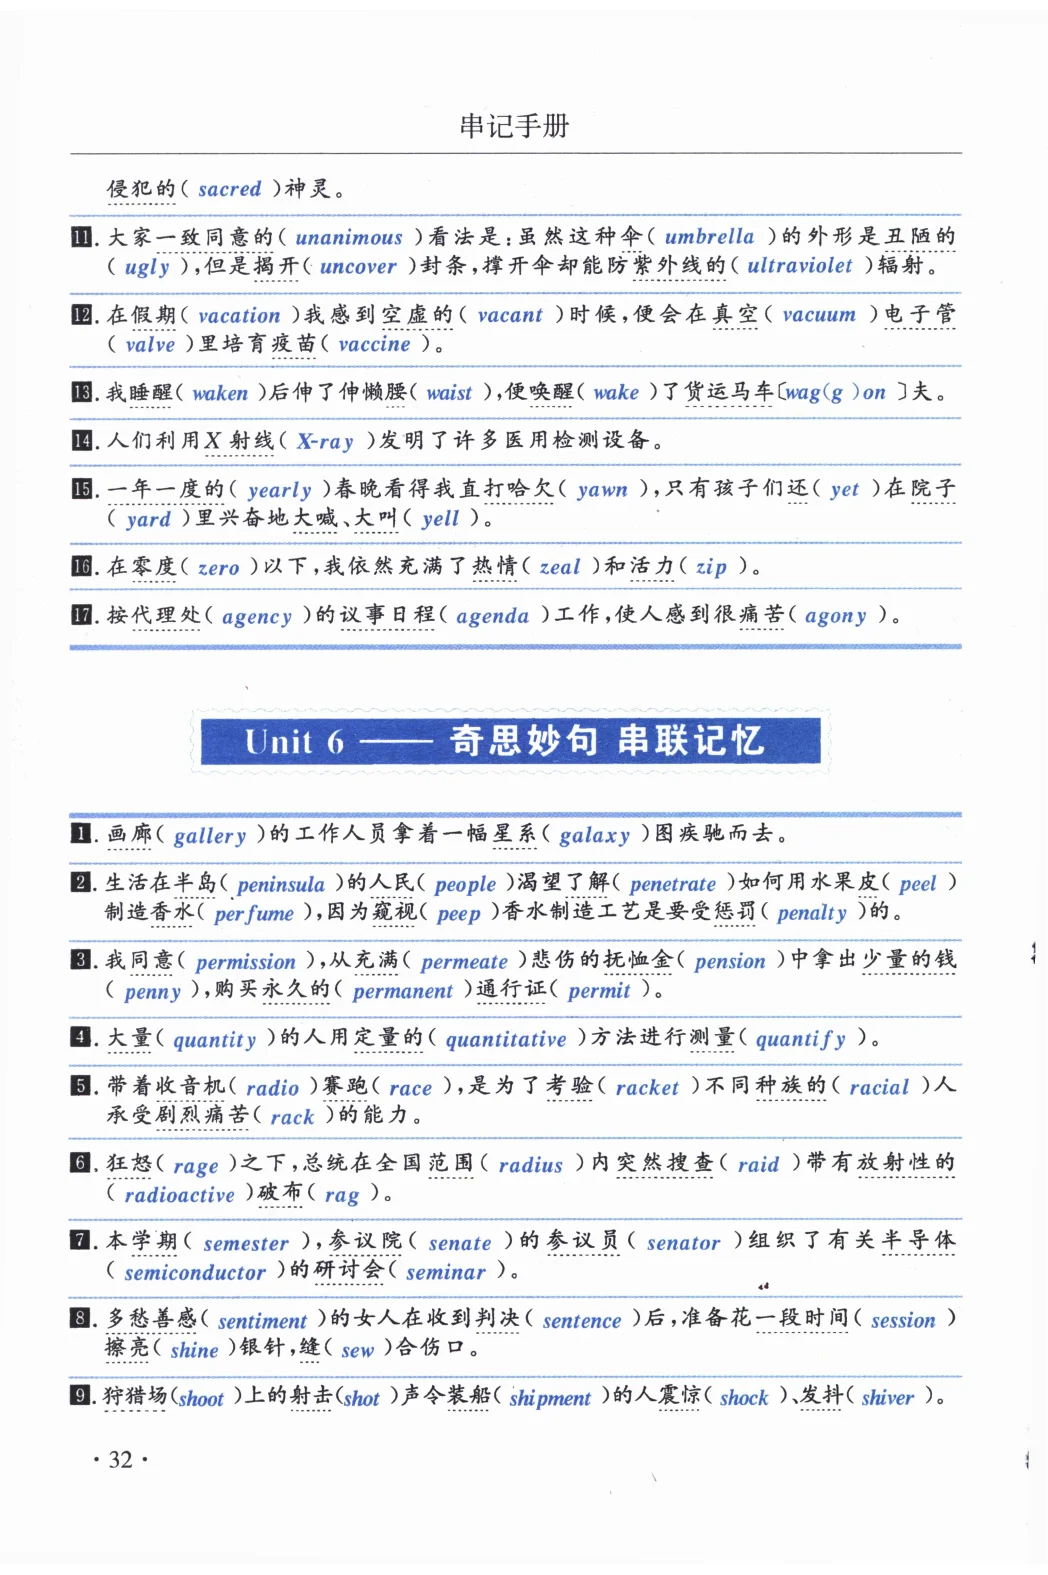 串记手册
侵犯的( sacred )神灵。
11. 大家一致同意的( unanimous )看法是:虽然这种伞( umbrella )的外形是丑陋的
( ugly ),但是揭开( uncover )封条,撑开伞却能防紫外线的( ultraviolet )辐射。
12. 在假期( vacation )我感到空虚的( vacant )时候,便会在真空( vacuum )电子管
( valve )里培育疫苗( vaccine )。
13. 我睡醒( waken )后伸了伸懒腰( waist ),便唤醒( wake )了货运马车〔wag(g )on 〕夫。
14. 人们利用X 射线( X-ray )发明了许多医用检测设备。
15. 一年一度的( yearly )春晚看得我直打哈欠( yawn ),只有孩子们还( yet )在院子
( yard )里兴奋地大喊、大叫( yell )。
16. 在零度( zero )以下,我依然充满了热情( zeal )和活力( zip )。
17. 按代理处( agency )的议事日程( agenda )工作,使人感到很痛苦( agony )。
Unit 6 —— 奇思妙句 串联记忆
1. 画廊( gallery )的工作人员拿着一幅星系( galaxy )图疾驰而去。
2. 生活在半岛( peninsula )的人民( people )渴望了解( penetrate )如何用水果皮( peel )
制造香水( perfume ),因为窥视( peep )香水制造工艺是要受惩罚( penalty )的。
3. 我同意( permission ),从充满( permeate )悲伤的抚恤金( pension )中拿出少量的钱
( penny ),购买永久的( permanent )通行证( permit )。
4. 大量( quantity )的人用定量的( quantitative )方法进行测量( quantify )。
5. 带着收音机( radio )赛跑( race ),是为了考验( racket )不同种族的( racial )人
承受剧烈痛苦( rack )的能力。
6. 狂怒( rage )之下,总统在全国范围( radius )内突然搜查( raid )带有放射性的
( radioactive )破布( rag )。
7. 本学期( semester ),参议院( senate )的参议员( senator )组织了有关半导体
( semiconductor )的研讨会( seminar )。
8. 多愁善感( sentiment )的女人在收到判决( sentence )后,准备花一段时间( session )
擦亮( shine )银针,缝( sew )合伤口。
9. 狩猎场(shoot )上的射击(shot )声令装船( shipment )的人震惊( shock )、发抖( shiver )。
· 32 ·